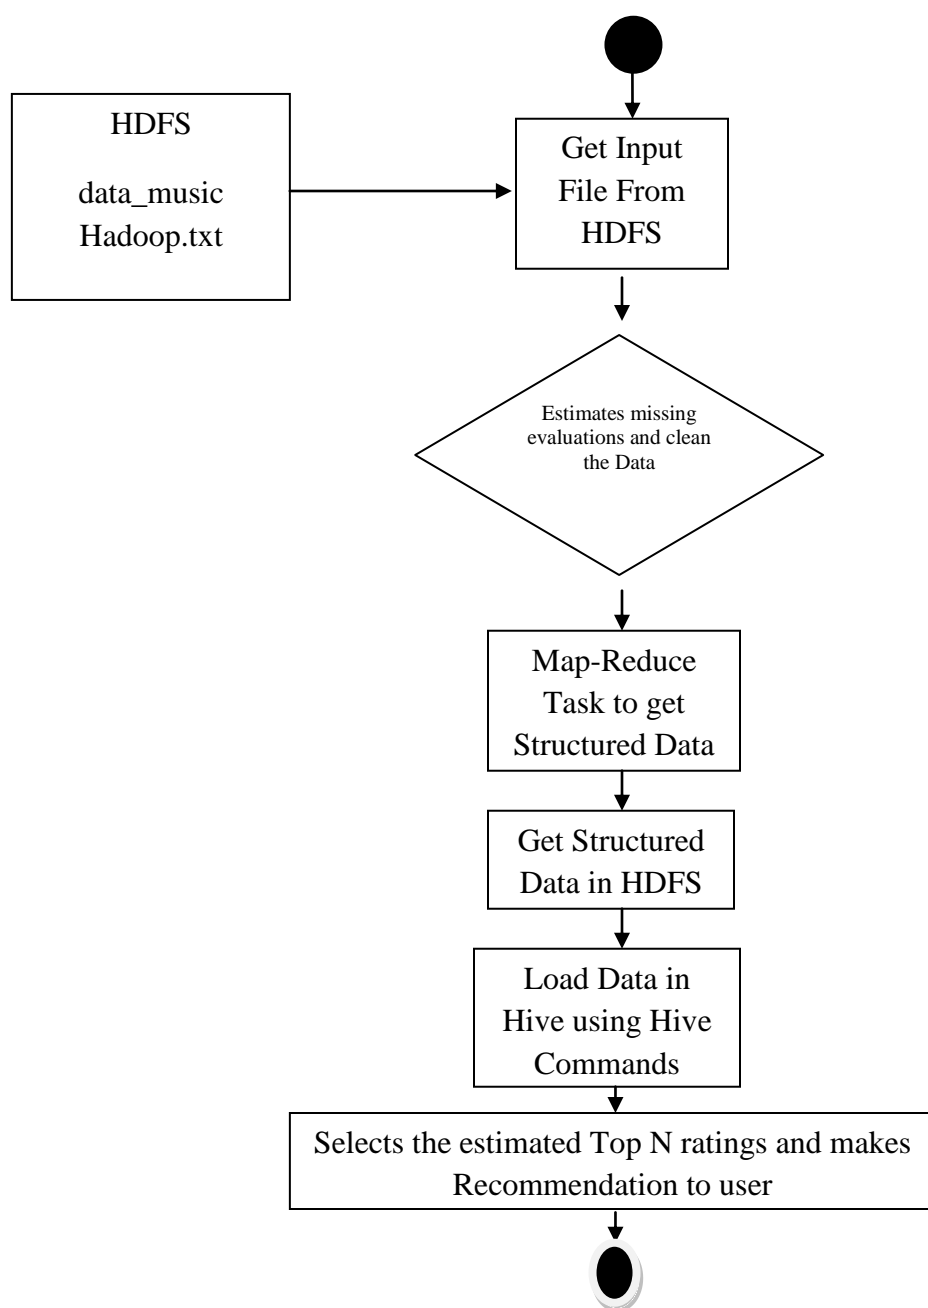 HDFS
data_music
Hadoop.txt
Get Input
File From
HDFS
Estimates missing
evaluations and clean
the Data
Map-Reduce
Task to get
Structured Data
Get Structured
Data in HDFS
Load Data in
Hive using Hive
Commands
Selects the estimated Top N ratings and makes
Recommendation to user